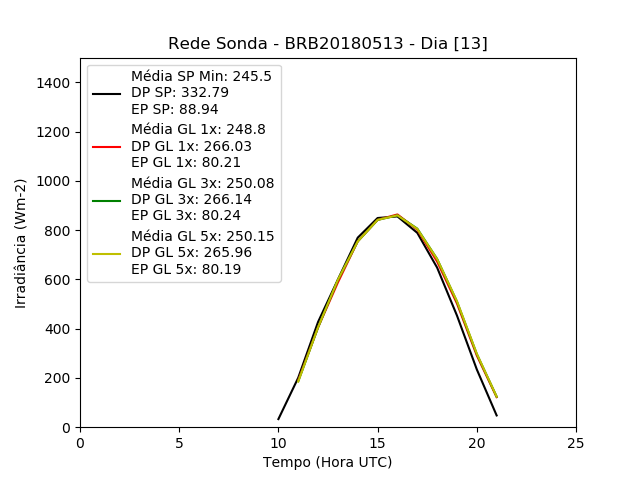 Rede Sonda - BRB20180513 - Dia [13]
Média SP Min: 245.5
DP SP: 332.79
EP SP: 88.94
Média GL 1x: 248.8
DP GL 1x: 266.03
EP GL 1x: 80.21
Média GL 3x: 250.08
DP GL 3x: 266.14
EP GL 3x: 80.24
Média GL 5x: 250.15
DP GL 5x: 265.96
EP GL 5x: 80.19
Irradiância (Wm-2)
1400
1200
1000
800
600
400
200
0
0 5 10 15 20 25
Tempo (Hora UTC)